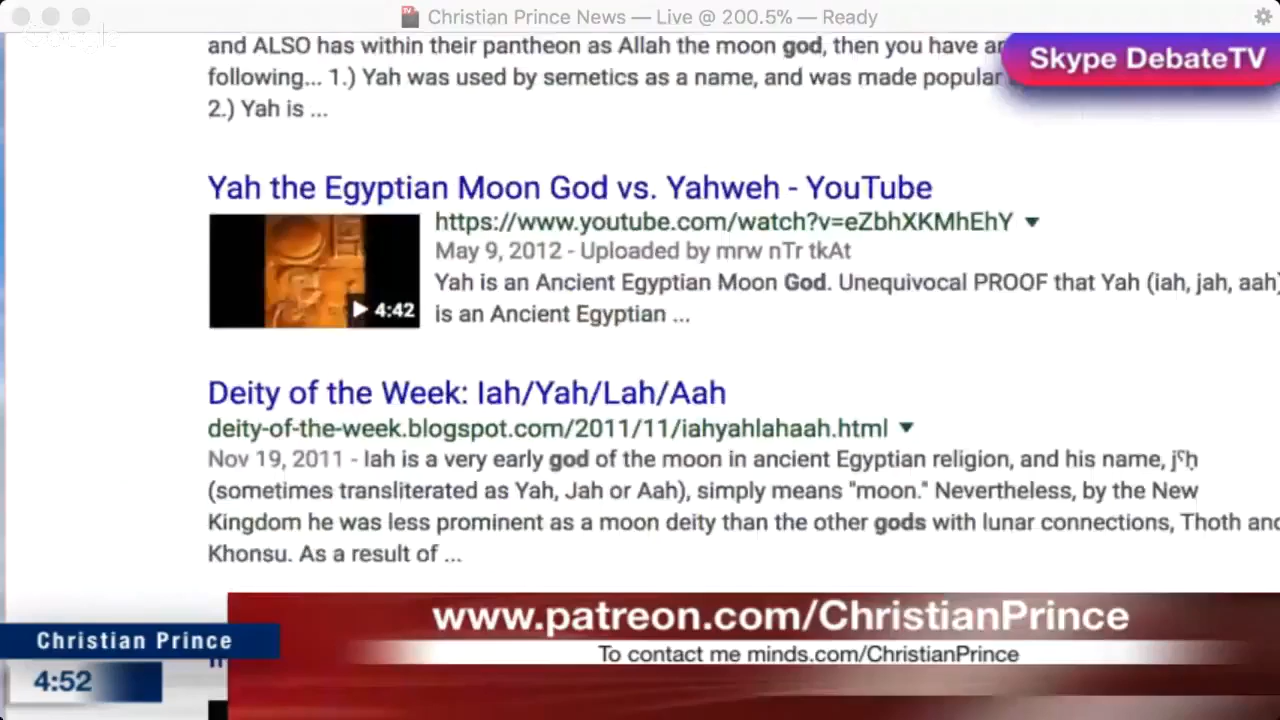 Christian Prince News — Live @ 200.5% — Ready
Google
and ALSO has within their pantheon as Allah the moon god, then you have
Skype DebateTV
following... 1.) Yah was used by semetics as a name, and was made popular
2.) Yah is ...
Yah the Egyptian Moon God vs. Yahweh - YouTube
https://www.youtube.com/watch?v=eZbhXKMhEhY
May 9, 2012 - Uploaded by mrw nTr tkAt
Yah is an Ancient Egyptian Moon God. Unequivocal PROOF that Yah (iah, jah, aah)
4:42
is an Ancient Egyptian ...
Deity of the Week: Iah/Yah/Lah/Aah
deity-of-the-week.blogspot.com/2011/11/iahyahlahaah.html
Nov 19, 2011 - Iah is a very early god of the moon in ancient Egyptian religion, and his name, jˁḥ
(sometimes transliterated as Yah, Jah or Aah), simply means "moon." Nevertheless, by the New
Kingdom he was less prominent as a moon deity than the other gods with lunar connections, Thoth and
Khonsu. As a result of ...
www.patreon.com/ChristianPrince
Christian Prince
To contact me minds.com/ChristianPrince
4:52